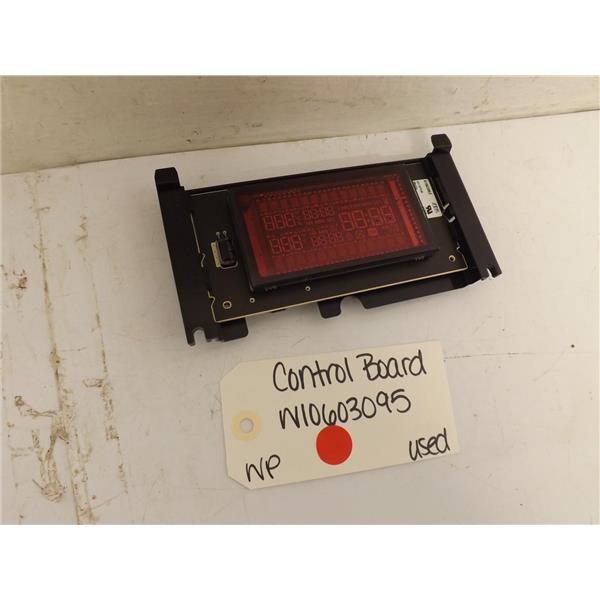 Control Board
W10603095
WP
used